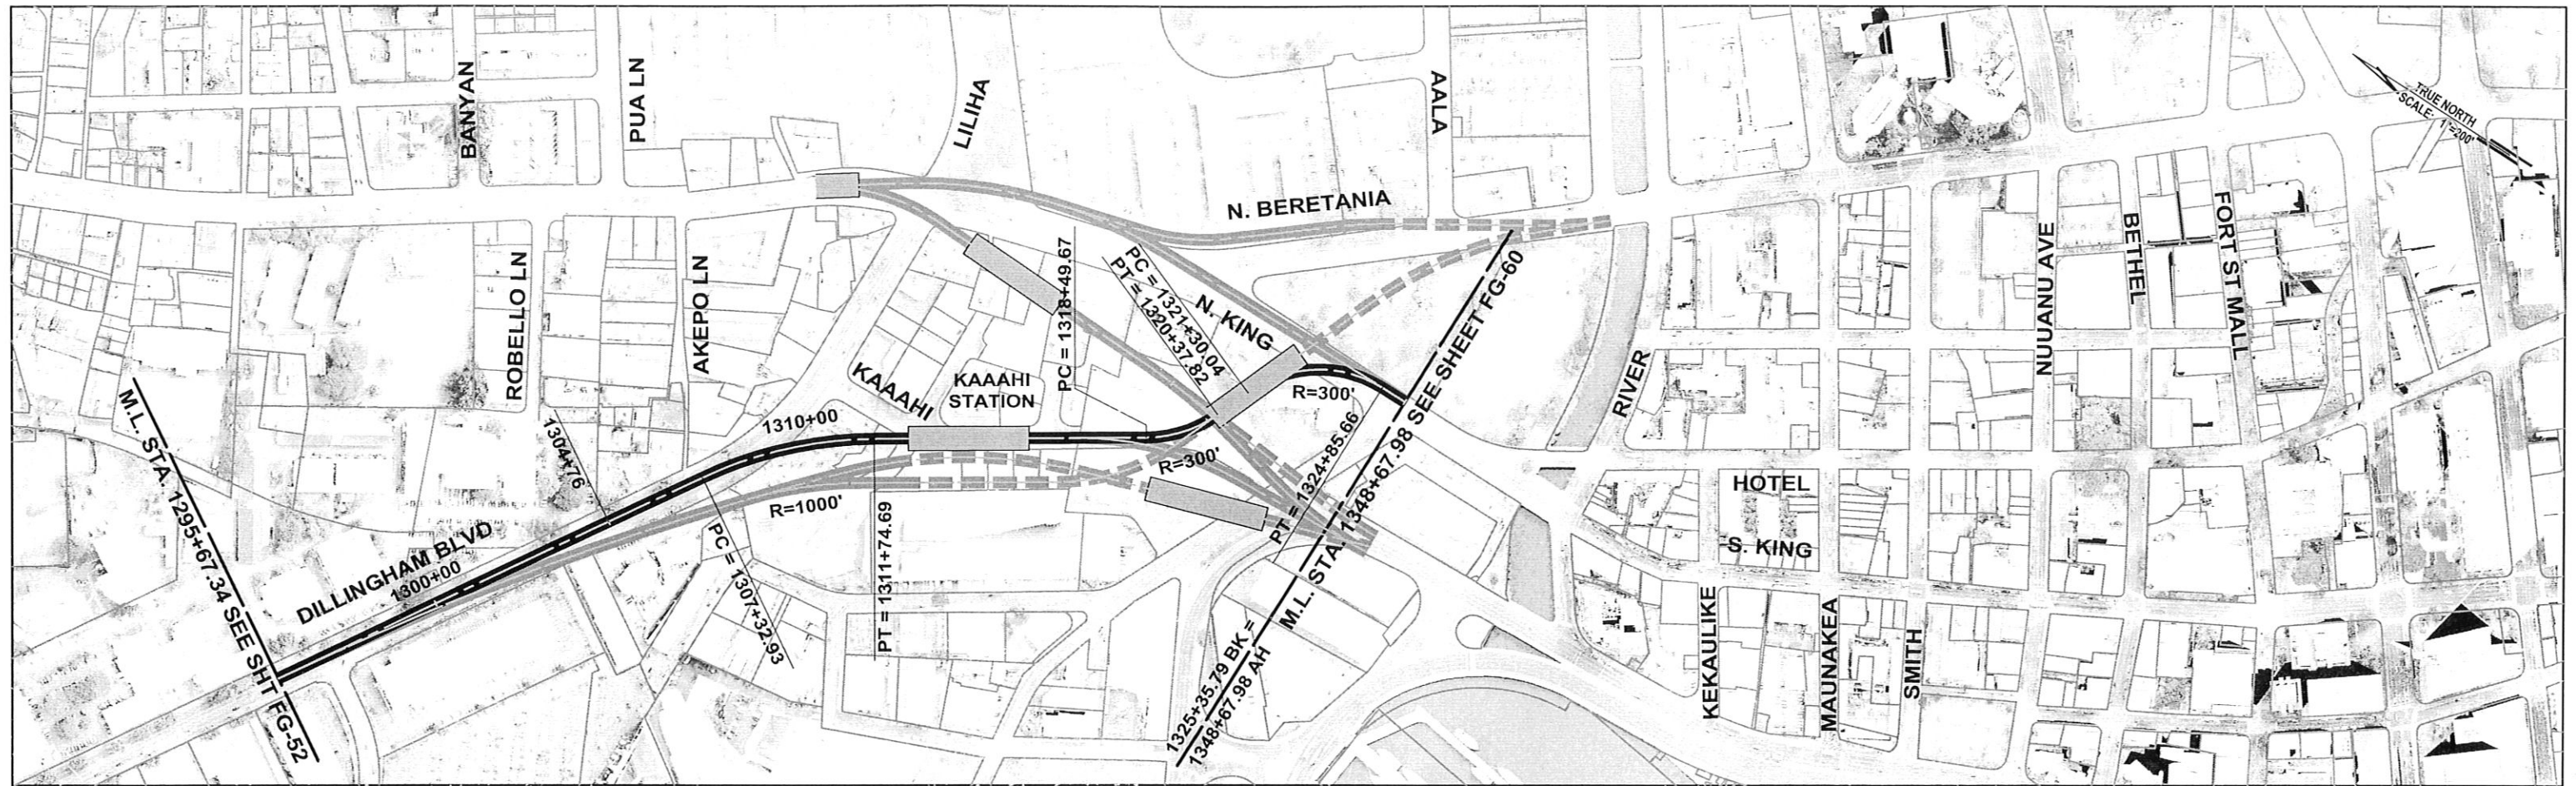 BANYAN
PUA LN
LILIHA
AALA
TRUE NORTH
SCALE: 1"=200'
N. BERETANIA
ROBELLO LN
AKEPO LN
PC = 1318+49.67
PC = 1321+30.04
PT = 1320+37.82
N. KING
NUUANU AVE
BETHEL
FORT ST MALL
RIVER
KAAAHI
KAAAHI
STATION
R=300'
1310+00
1304+76
R=300'
R=1000'
M.L. STA. 1295+67.34 SEE SHT FG-52
DILLINGHAM BLVD
1300+00
PC = 1307+32.93
PT = 1311+74.69
PT = 1324+85.66
M.L. STA. 1348+67.98 SEE SHEET FG-60
1325+35.79 BK =
1348+67.98 AH
HOTEL
S. KING
KEKAULIKE
MAUNAKEA
SMITH